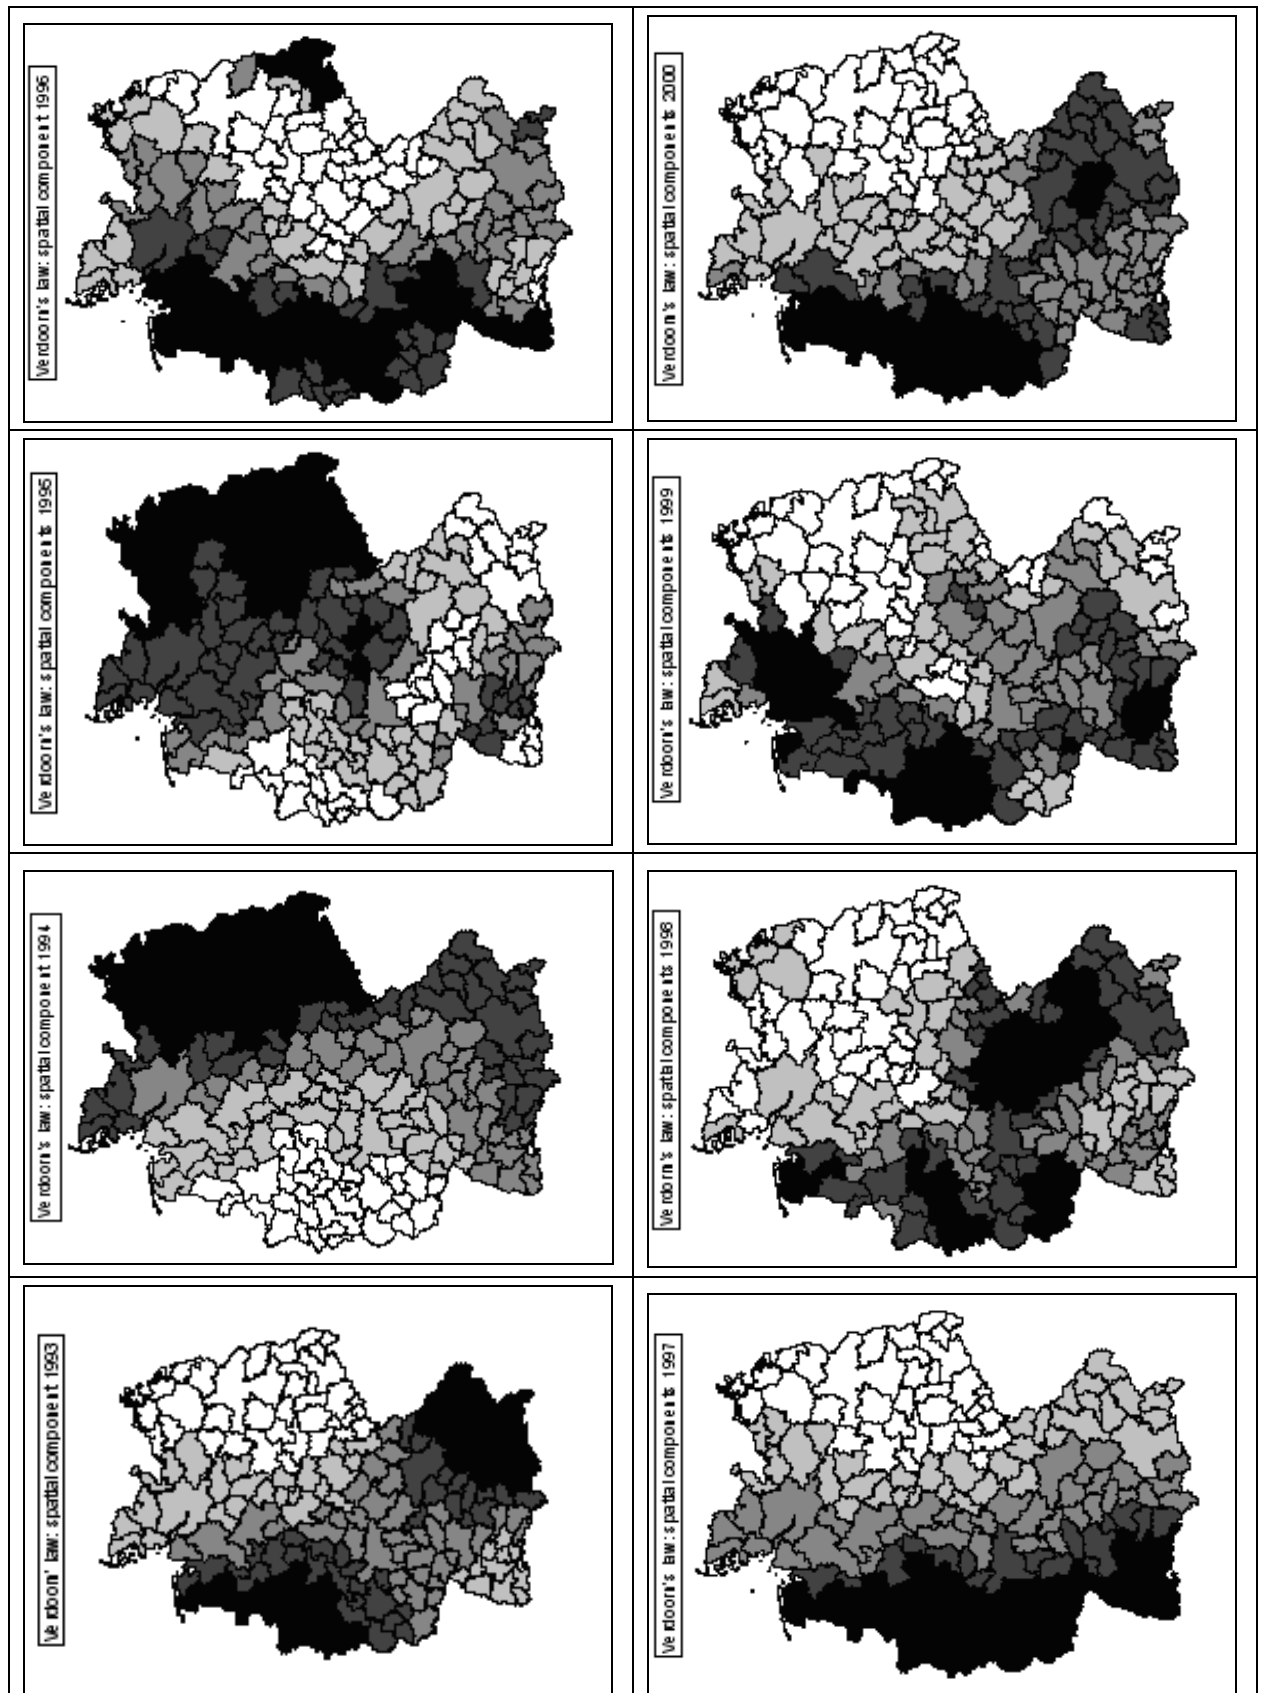 Verdoorn's law: spatial component 1996
Verdoorn's law: spatial components 2000
Verdoorn's law: spatial components 1995
Verdoorn's law: spatial components 1999
Verdoorn's law: spatial component 1994
Verdoorn's law: spatial components 1998
Verdoorn' law: spatial component 1993
Verdoorn's law: spatial components 1997